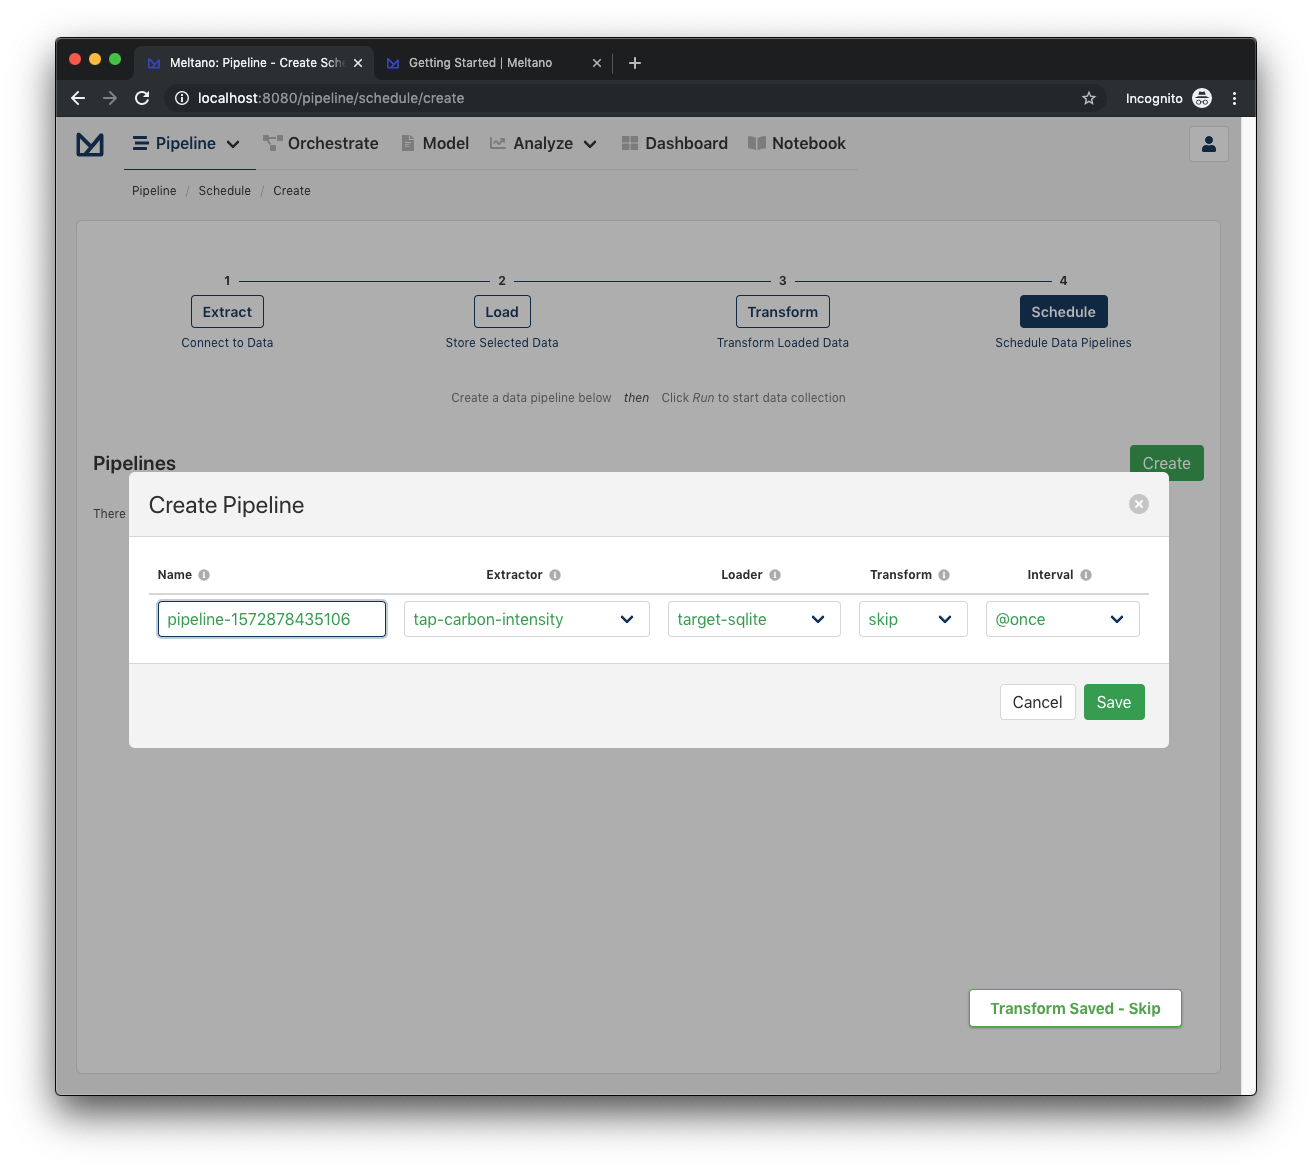 Meltano: Pipeline - Create Sch
Getting Started | Meltano
localhost:8080/pipeline/schedule/create
Incognito
Pipeline
Orchestrate
Model
Analyze
Dashboard
Notebook
Pipeline / Schedule / Create
1
2
3
4
Extract
Load
Transform
Schedule
Connect to Data
Store Selected Data
Transform Loaded Data
Schedule Data Pipelines
Create a data pipeline below then Click Run to start data collection
Pipelines
Create
There
Create Pipeline
Name
Extractor
Loader
Transform
Interval
pipeline-1572878435106
tap-carbon-intensity
target-sqlite
skip
@once
Cancel
Save
Transform Saved - Skip